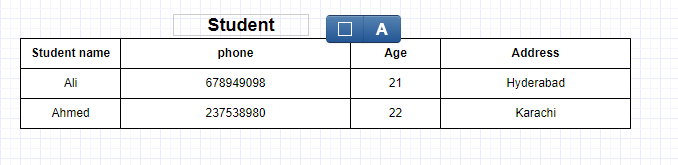 Student
A
Student name phone Age Address
Ali 678949098 21 Hyderabad
Ahmed 237538980 22 Karachi